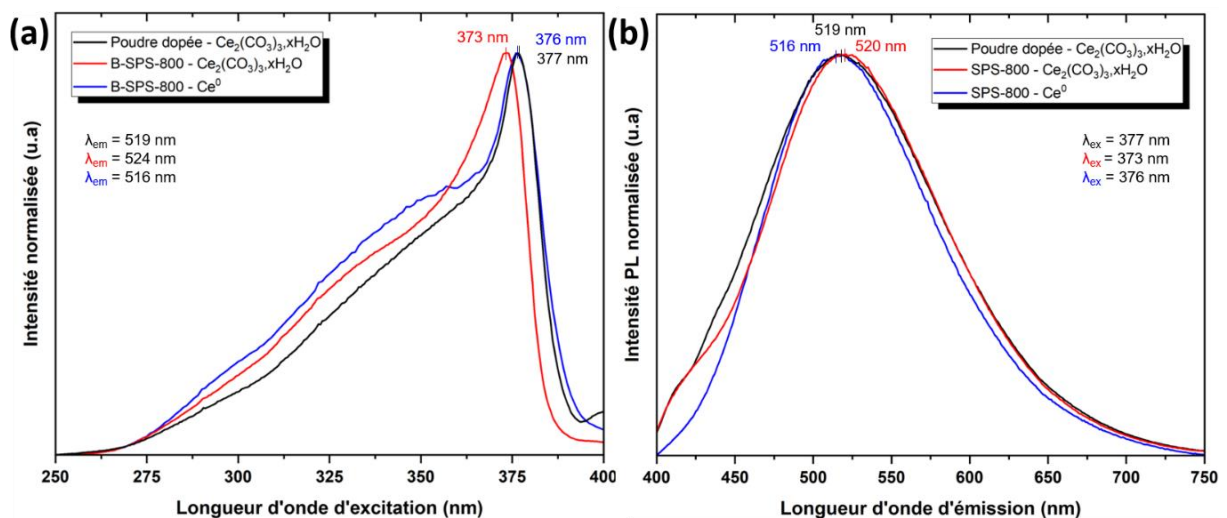 (a)
Poudre dopée - Ce₂(CO₃)₃,xH₂O
B-SPS-800 - Ce₂(CO₃)₃,xH₂O
B-SPS-800 - Ce⁰
373 nm
376 nm
377 nm
λem = 519 nm
λem = 524 nm
λem = 516 nm
Intensité normalisée (u.a)
250 275 300 325 350 375 400
Longueur d'onde d'excitation (nm)
(b)
519 nm
516 nm
520 nm
Poudre dopée - Ce₂(CO₃)₃,xH₂O
SPS-800 - Ce₂(CO₃)₃,xH₂O
SPS-800 - Ce⁰
λex = 377 nm
λex = 373 nm
λex = 376 nm
Intensité PL normalisée (u.a)
400 450 500 550 600 650 700 750
Longueur d'onde d'émission (nm)